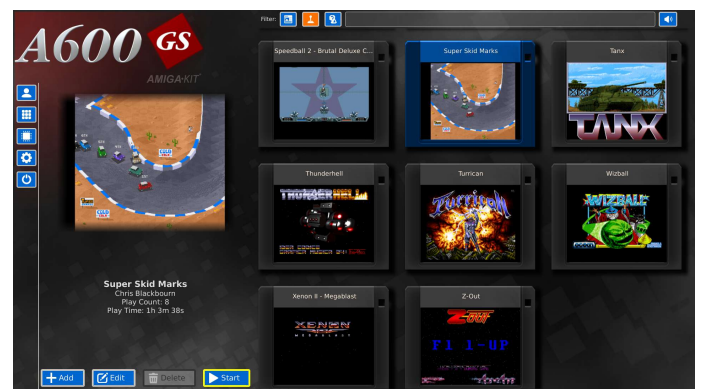 A600 GS
AMIGA·KIT
Filter:
Speedball 2 - Brutal Deluxe C...
Super Skid Marks
Tanx
TANX
Thunderhell
THUNDERHELL
Turrican
Turrican
Wizball
WIZBALL
ocean
Super Skid Marks
Chris Blackbourn
Play Count: 8
Play Time: 1h 3m 38s
Xenon II - Megablast
XENON
MEGABLAST
Z-Out
Z-OUT
F1 1-UP
Add
Edit
Delete
Start